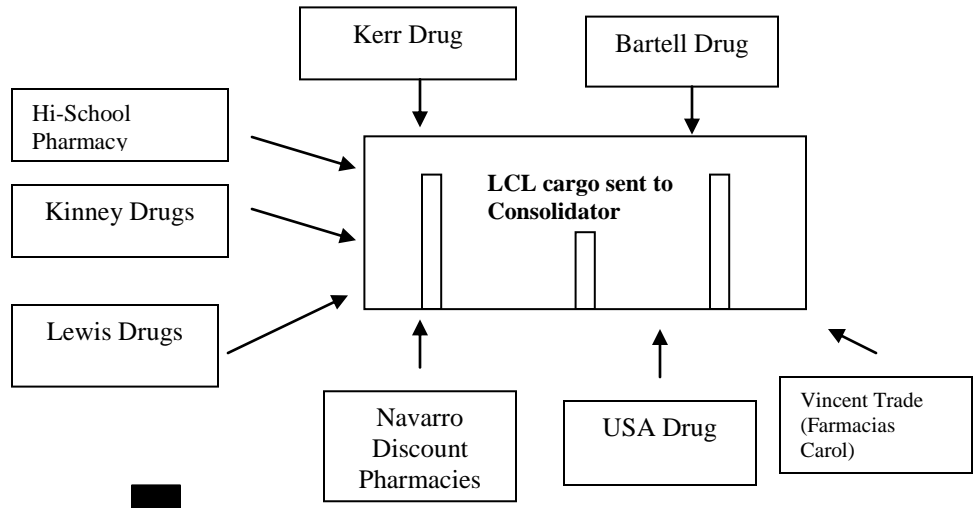 Kerr Drug
Bartell Drug
Hi-School
Pharmacy
LCL cargo sent to
Consolidator
Kinney Drugs
Lewis Drugs
Navarro
Discount
Pharmacies
USA Drug
Vincent Trade
(Farmacias
Carol)